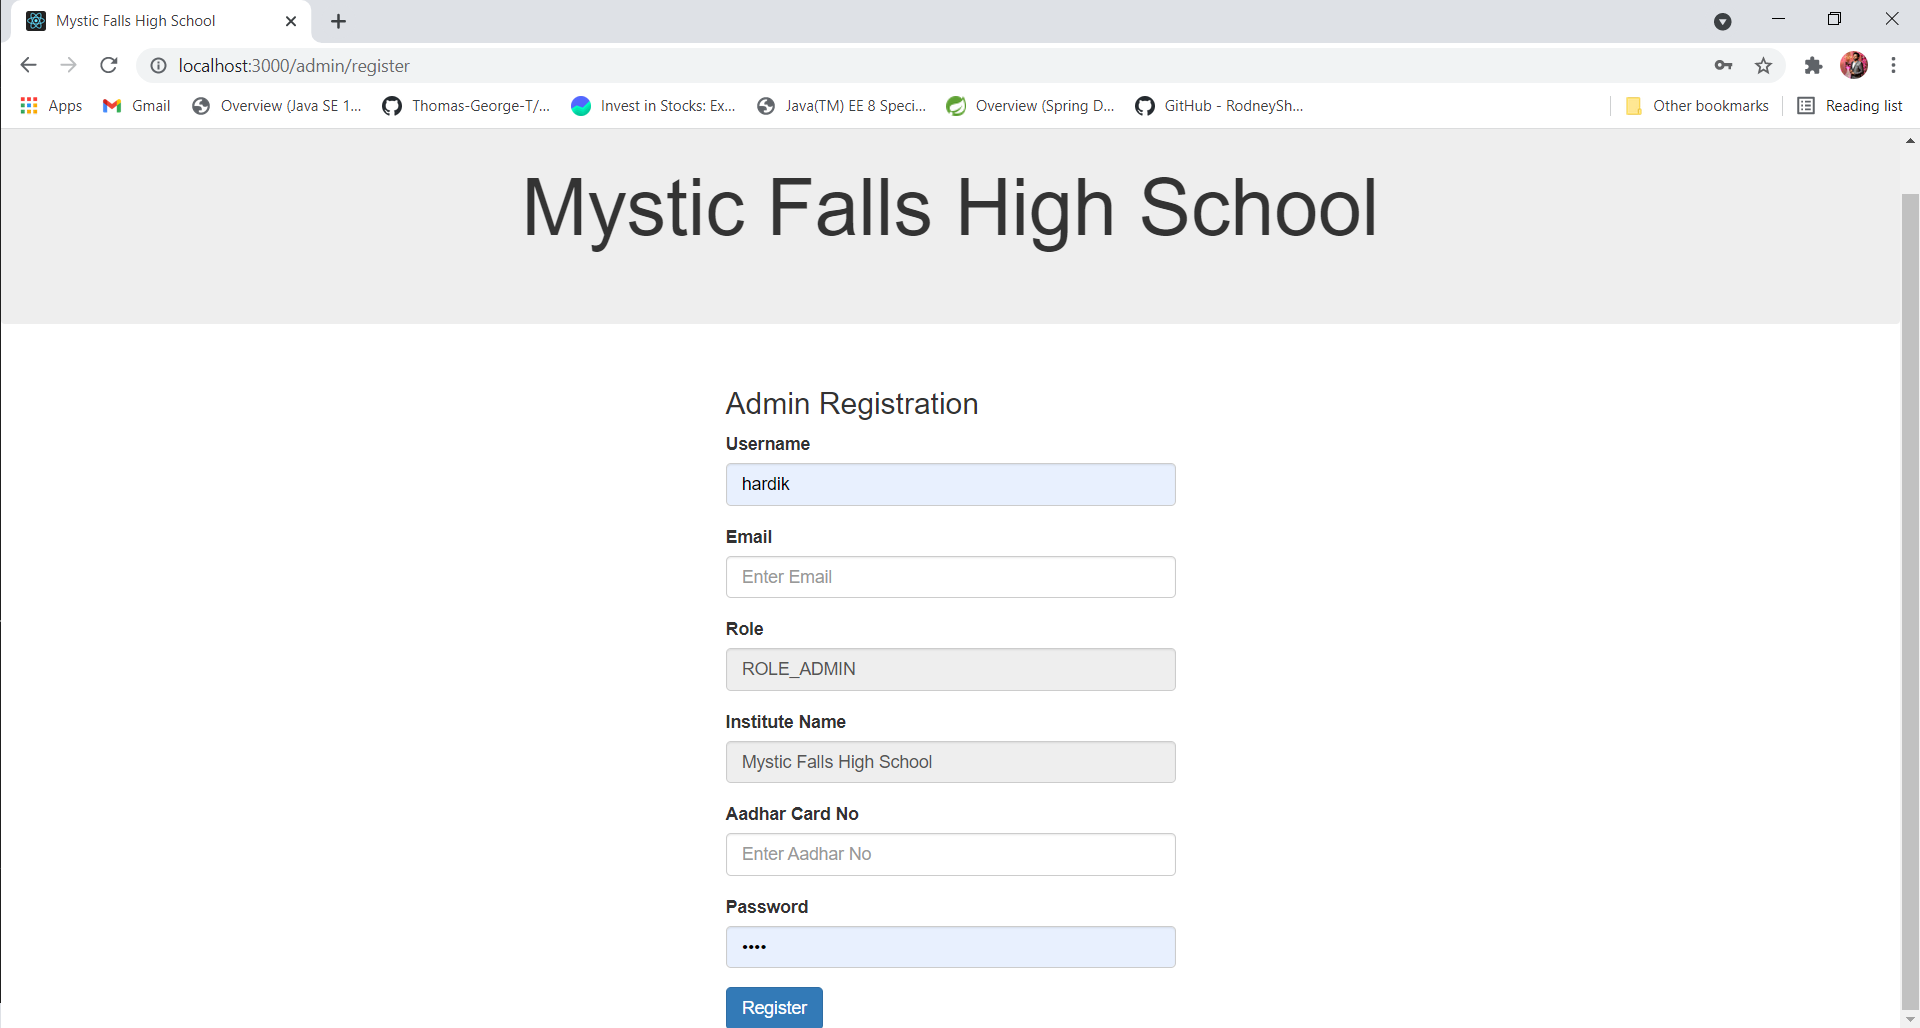 Mystic Falls High School
localhost:3000/admin/register
Apps Gmail Overview (Java SE 1... Thomas-George-T/... Invest in Stocks: Ex... Java(TM) EE 8 Speci... Overview (Spring D... GitHub - RodneySh... Other bookmarks Reading list
Mystic Falls High School
Admin Registration
Username
hardik
Email
Enter Email
Role
ROLE_ADMIN
Institute Name
Mystic Falls High School
Aadhar Card No
Enter Aadhar No
Password
••••
Register